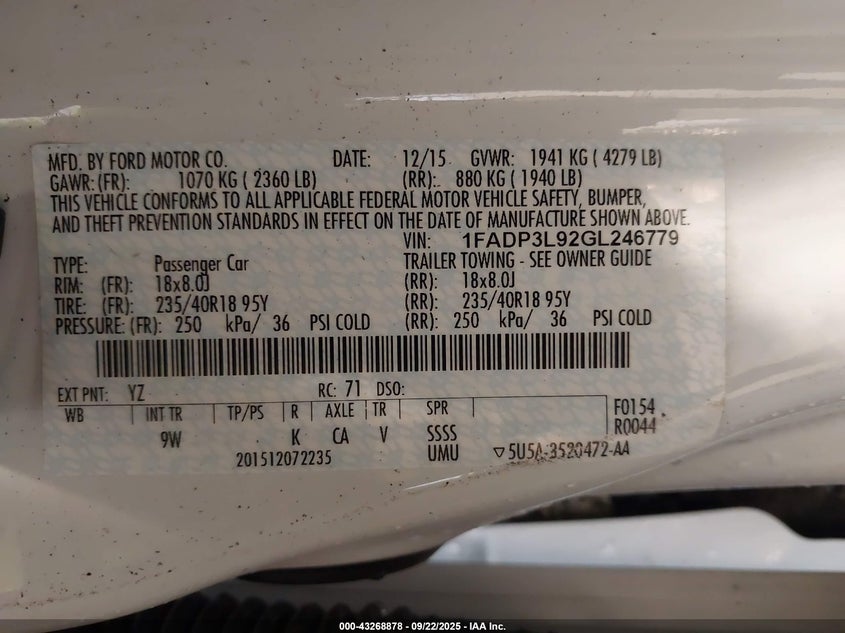 MFD. BY FORD MOTOR CO. DATE: 12/15 GVWR: 1941 KG ( 4279 LB)
GAWR: (FR): 1070 KG ( 2360 LB) (RR): 880 KG ( 1940 LB)
THIS VEHICLE CONFORMS TO ALL APPLICABLE FEDERAL MOTOR VEHICLE SAFETY, BUMPER,
AND THEFT PREVENTION STANDARDS IN EFFECT ON THE DATE OF MANUFACTURE SHOWN ABOVE.
VIN: 1FADP3L92GL246779
TYPE: Passenger Car TRAILER TOWING - SEE OWNER GUIDE
RIM: (FR): 18x8.0J (RR): 18x8.0J
TIRE: (FR): 235/40R18 95Y (RR): 235/40R18 95Y
PRESSURE: (FR): 250 kPa/ 36 PSI COLD (RR): 250 kPa/ 36 PSI COLD
EXT PNT: YZ RC: 71 DSO:
WB INT TR TP/PS R AXLE TR SPR F0154
R0044
9W K CA V SSSS
201512072235 UMU ▽5U5A-3520472-AA
000-43268878 - 09/22/2025 - IAA Inc.